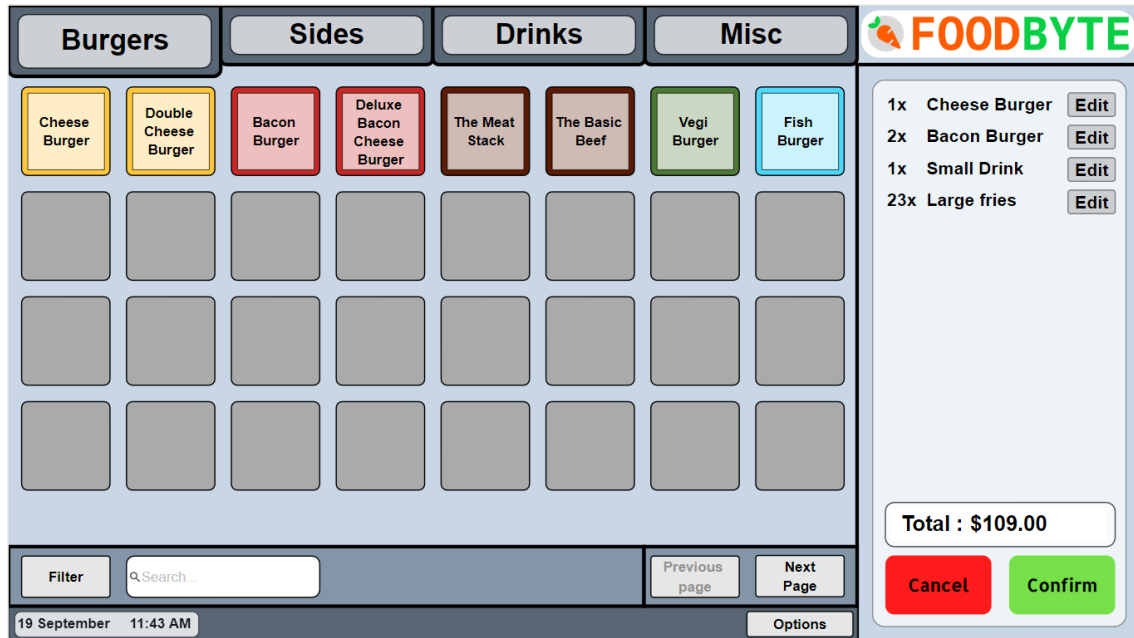 Burgers
Sides
Drinks
Misc
FOODBYTE
Cheese
Burger
Double
Cheese
Burger
Bacon
Burger
Deluxe
Bacon
Cheese
Burger
The Meat
Stack
The Basic
Beef
Vegi
Burger
Fish
Burger
1x Cheese Burger Edit
2x Bacon Burger Edit
1x Small Drink Edit
23x Large fries Edit
Total : $109.00
Cancel
Confirm
Filter
Search...
Previous
page
Next
Page
19 September 11:43 AM
Options